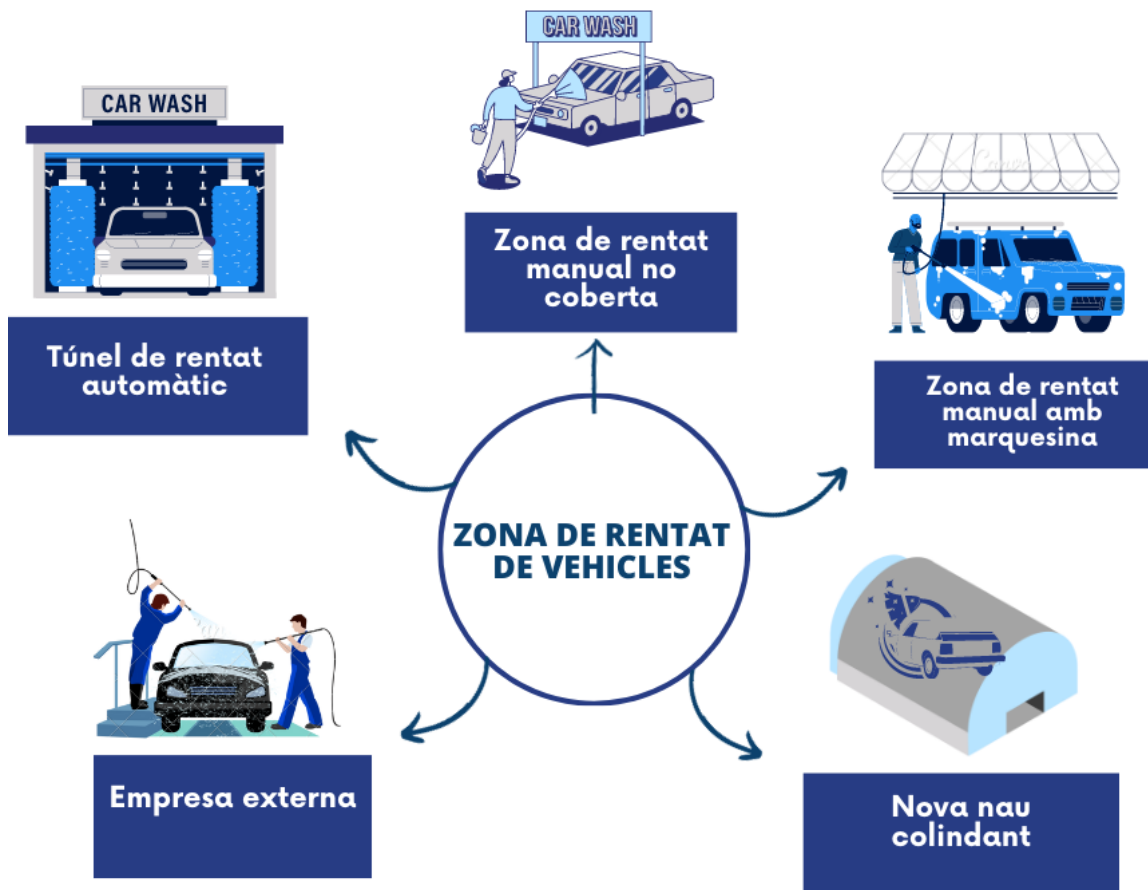 CAR WASH
CAR WASH
Canva
Túnel de rentat
automàtic
Zona de rentat
manual no
coberta
Zona de rentat
manual amb
marquesina
ZONA DE RENTAT
DE VEHICLES
Empresa externa
Nova nau
colindant